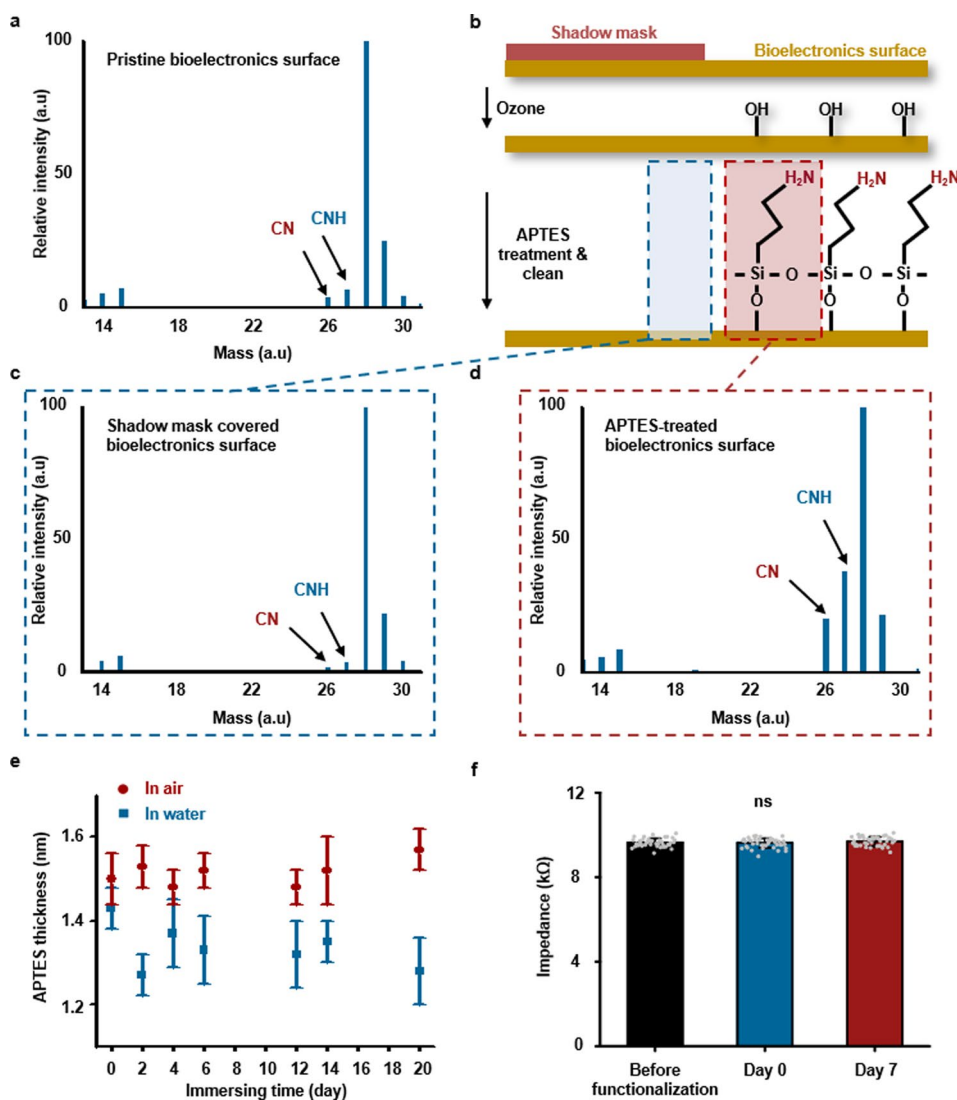 a
100
50
0
Relative intensity (a.u)
Pristine bioelectronics surface
CN
CNH
14
18
22
26
30
Mass (a.u)
b
Shadow mask
Bioelectronics surface
Ozone
OH
OH
OH
APTES
treatment &
clean
H₂N
H₂N
H₂N
Si
O
Si
O
Si
O
O
O
c
100
50
0
Relative intensity (a.u)
Shadow mask covered
bioelectronics surface
CN
CNH
14
18
22
26
30
Mass (a.u)
d
100
50
0
Relative intensity (a.u)
APTES-treated
bioelectronics surface
CNH
CN
14
18
22
26
30
Mass (a.u)
e
In air
In water
1.6
1.4
1.2
APTES thickness (nm)
0
2
4
6
8
10
12
14
16
18
20
Immersing time (day)
f
12
8
4
0
Impedance (kΩ)
ns
Before
functionalization
Day 0
Day 7